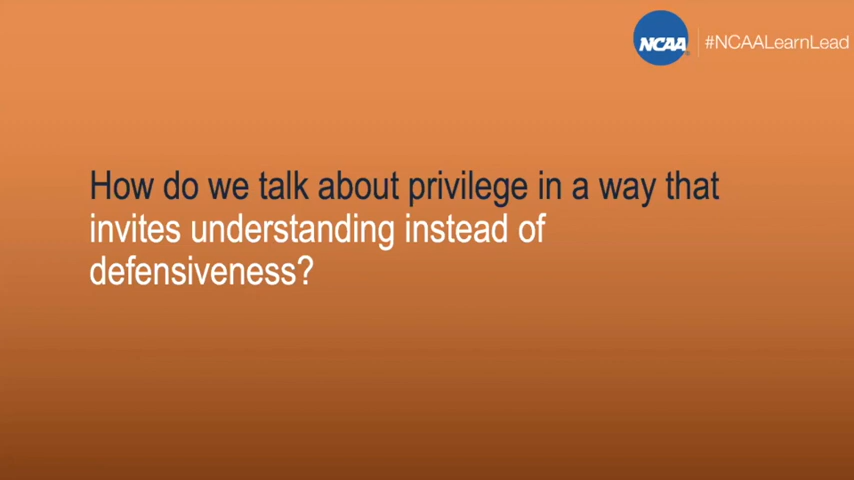 NCAA #NCAALearnLead
How do we talk about privilege in a way that
invites understanding instead of
defensiveness?